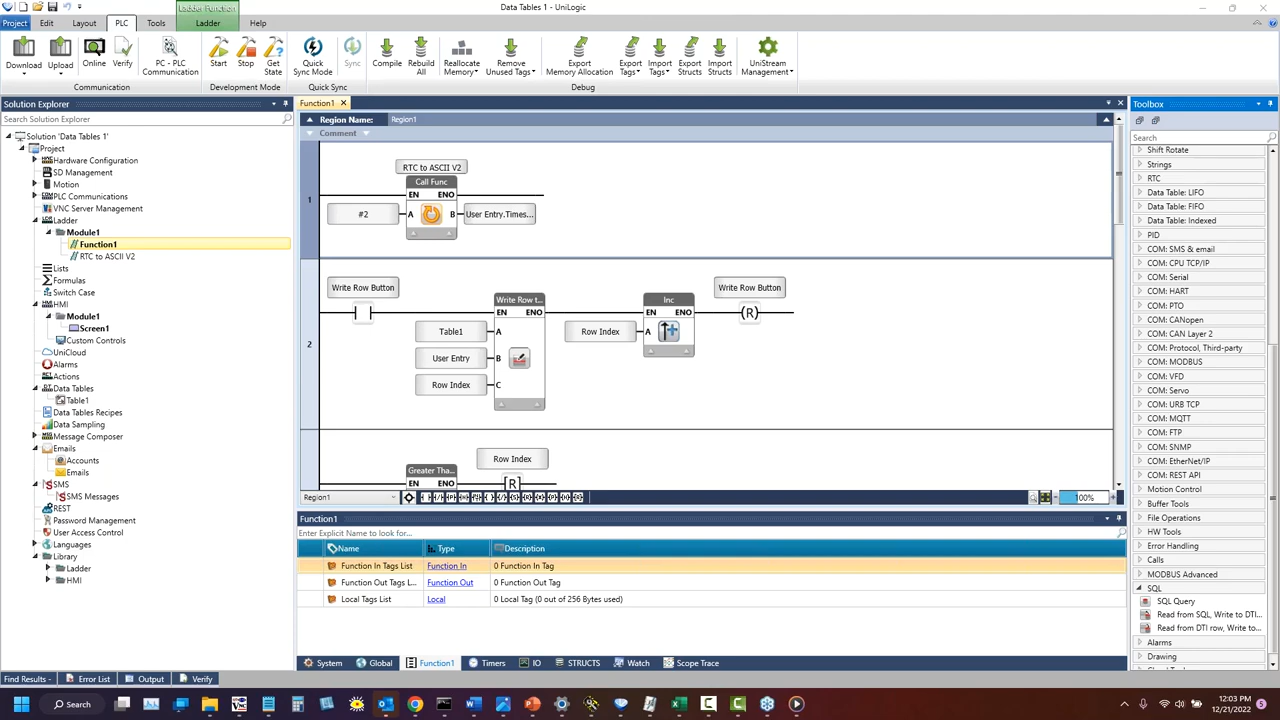 Data Tables 1 - UniLogic
Ladder Function
Project Edit Layout PLC Tools Ladder Help
Download Upload Online Verify PC - PLC Communication Start Stop Get State Quick Sync Mode Sync Compile Rebuild All Reallocate Memory Remove Unused Tags Export Memory Allocation Export Tags Import Tags Export Structs Import Structs UniStream Management
Communication Development Mode Quick Sync Debug
Solution Explorer
Search Solution Explorer
Solution 'Data Tables 1'
Project
Hardware Configuration
SD Management
Motion
PLC Communications
VNC Server Management
Ladder
Module1
Function1
RTC to ASCII V2
Lists
Formulas
Switch Case
HMI
Module1
Screen1
Custom Controls
UniCloud
Alarms
Actions
Data Tables
Table1
Data Tables Recipes
Data Sampling
Message Composer
Emails
Accounts
Emails
SMS
SMS Messages
REST
Password Management
User Access Control
Languages
Library
Ladder
HMI
Function1
Region Name: Region1
Comment
1
RTC to ASCII V2
Call Func
EN ENO
#2 A B User Entry.Times...
2
Write Row Button
Write Row t...
EN ENO
Table1 A
User Entry B
Row Index C
Inc
EN ENO
Row Index A
Write Row Button
(R)
Row Index
Greater Tha...
EN ENO
[R]
Region1
100%
Function1
Enter Explicit Name to look for...
Name Type Description
Function In Tags List Function In 0 Function In Tag
Function Out Tags L... Function Out 0 Function Out Tag
Local Tags List Local 0 Local Tag (0 out of 256 Bytes used)
System Global Function1 Timers IO STRUCTS Watch Scope Trace
Toolbox
Search
Shift Rotate
Strings
RTC
Data Table: LIFO
Data Table: FIFO
Data Table: Indexed
PID
COM: SMS & email
COM: CPU TCP/IP
COM: Serial
COM: HART
COM: PTO
COM: CANopen
COM: CAN Layer 2
COM: Protocol, Third-party
COM: MODBUS
COM: VFD
COM: Servo
COM: URB TCP
COM: MQTT
COM: FTP
COM: SNMP
COM: EtherNet/IP
COM: REST API
Motion Control
Buffer Tools
File Operations
HW Tools
Error Handling
Calls
MODBUS Advanced
SQL
SQL Query
Read from SQL, Write to DTI...
Read from DTI row, Write to...
Alarms
Drawing
Find Results - Error List Output Verify
Search
12:03 PM
12/21/2022